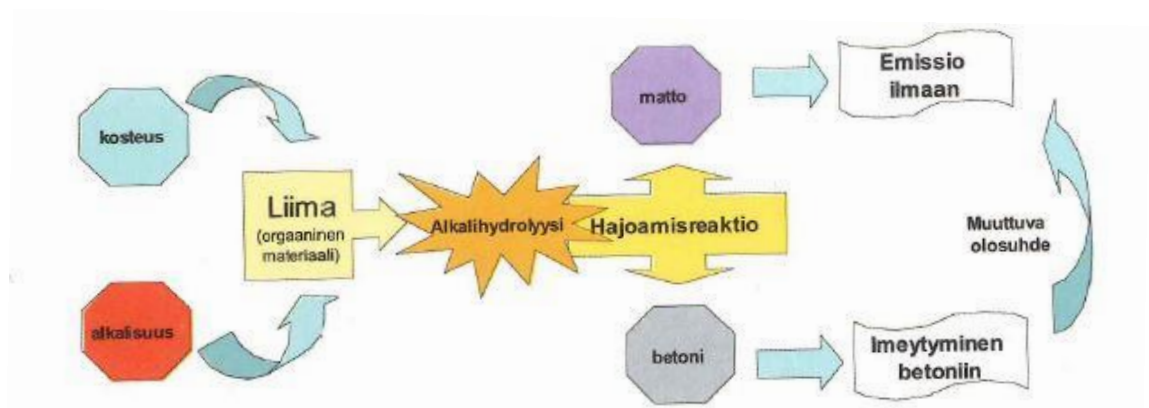 kosteus
alkalisuus
Liima
(orgaaninen
materiaali)
Alkalihydrolyysi
Hajoamisreaktio
matto
Emissio
ilmaan
betoni
Imeytyminen
betoniin
Muuttuva
olosuhde